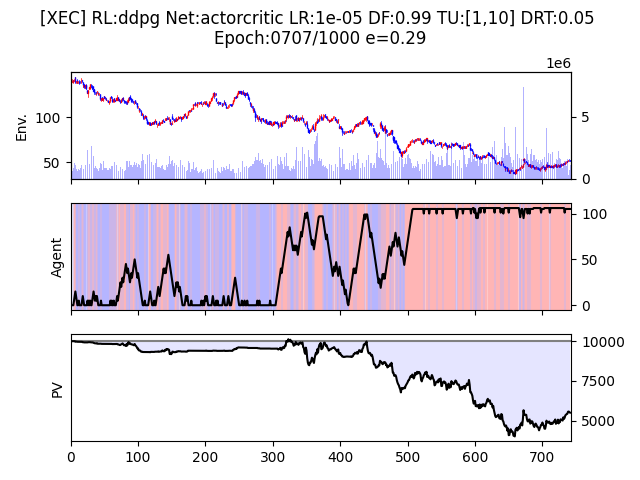 [XEC] RL:ddpg Net:actorcritic LR:1e-05 DF:0.99 TU:[1,10] DRT:0.05
Epoch:0707/1000 e=0.29
1e6
Env.
100
50
5
0
Agent
100
50
0
PV
10000
7500
5000
0 100 200 300 400 500 600 700